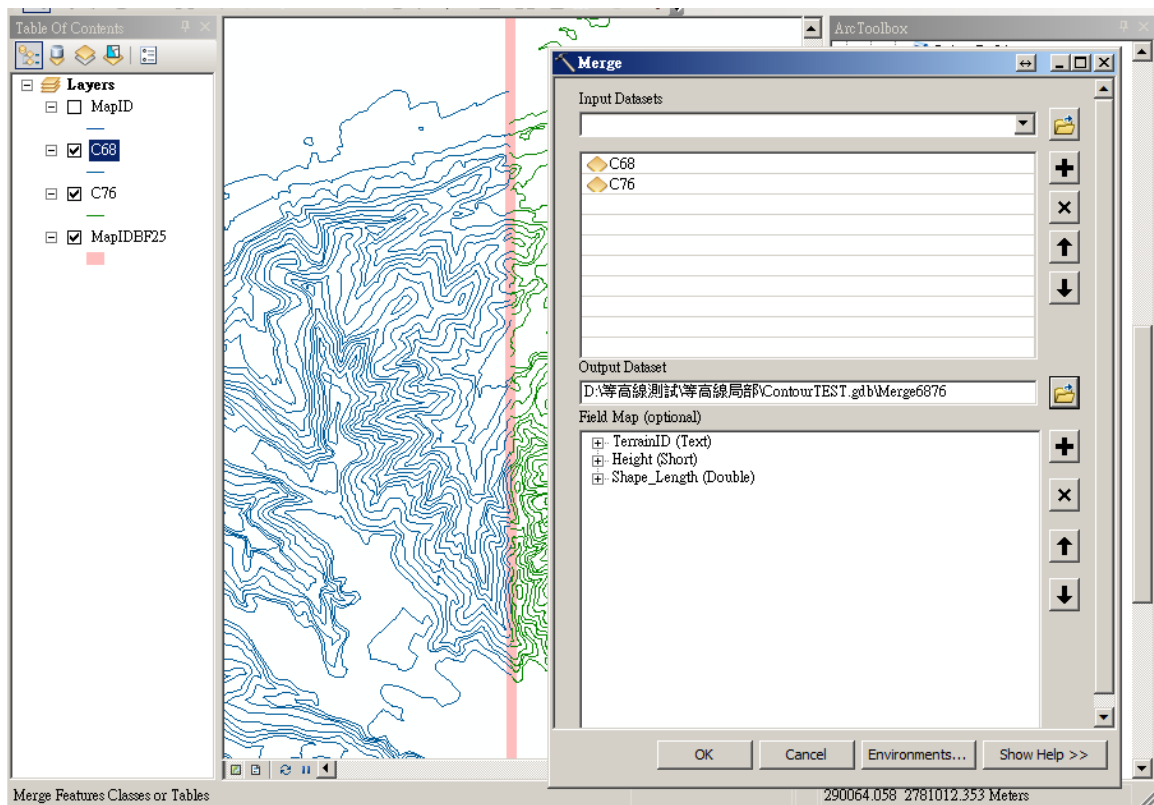 Table Of Contents
Layers
MapID
C68
C76
MapIDBF25
ArcToolbox
Merge
Input Datasets
C68
C76
Output Dataset
D:\等高線測試\等高線局部\ContourTEST.gdb\Merge6876
Field Map (optional)
TerrainID (Text)
Height (Short)
Shape_Length (Double)
OK
Cancel
Environments...
Show Help >>
Merge Features Classes or Tables
290064.058 2781012.353 Meters